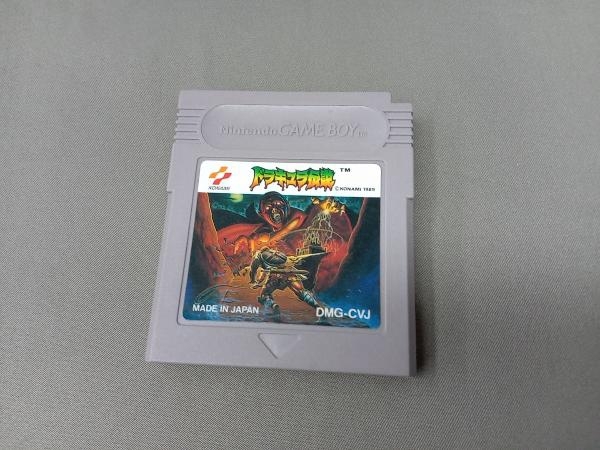 Nintendo GAME BOY TM
KONAMI
ドラキュラ伝説 TM
©KONAMI 1989
MADE IN JAPAN
DMG-CVJ